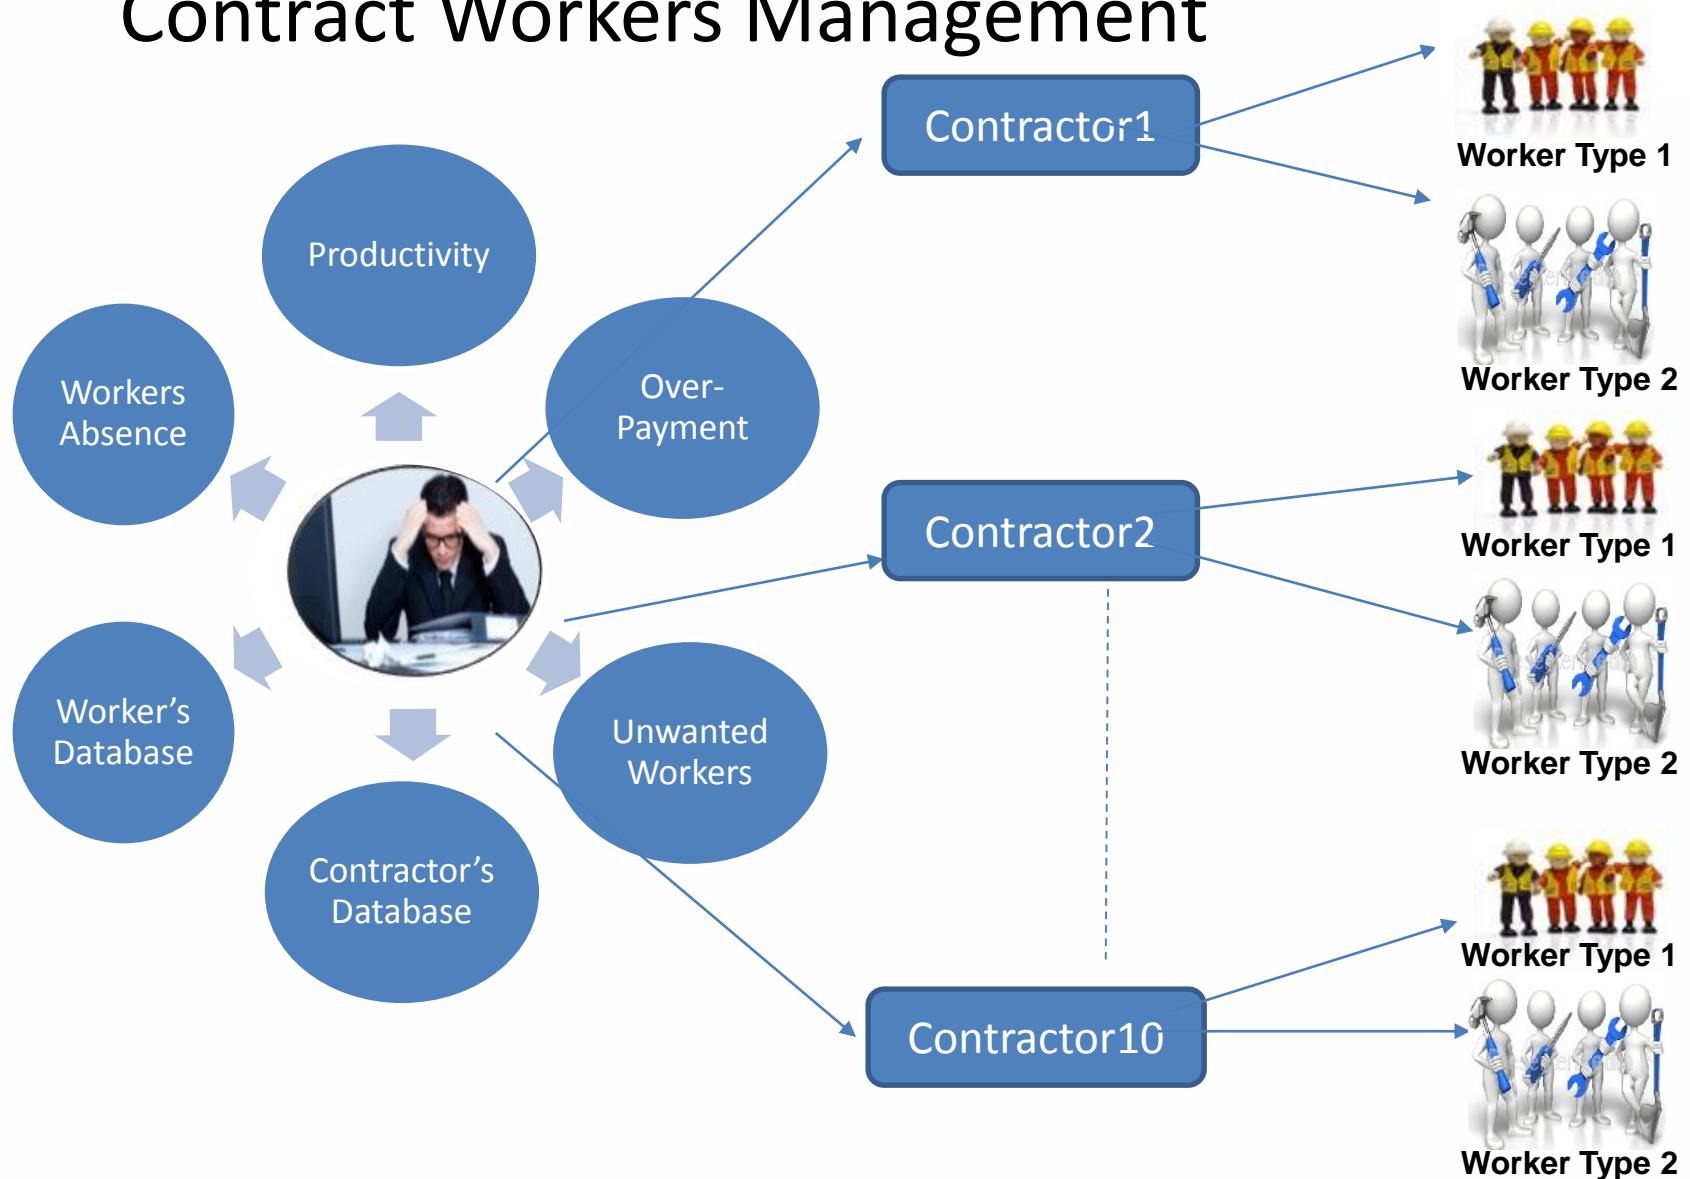 Contract Workers Management
Contractor1
Worker Type 1
Productivity
Worker Type 2
Workers
Absence
Over-
Payment
Contractor2
Worker Type 1
Worker's
Database
Unwanted
Workers
Worker Type 2
Contractor's
Database
Worker Type 1
Contractor10
Worker Type 2